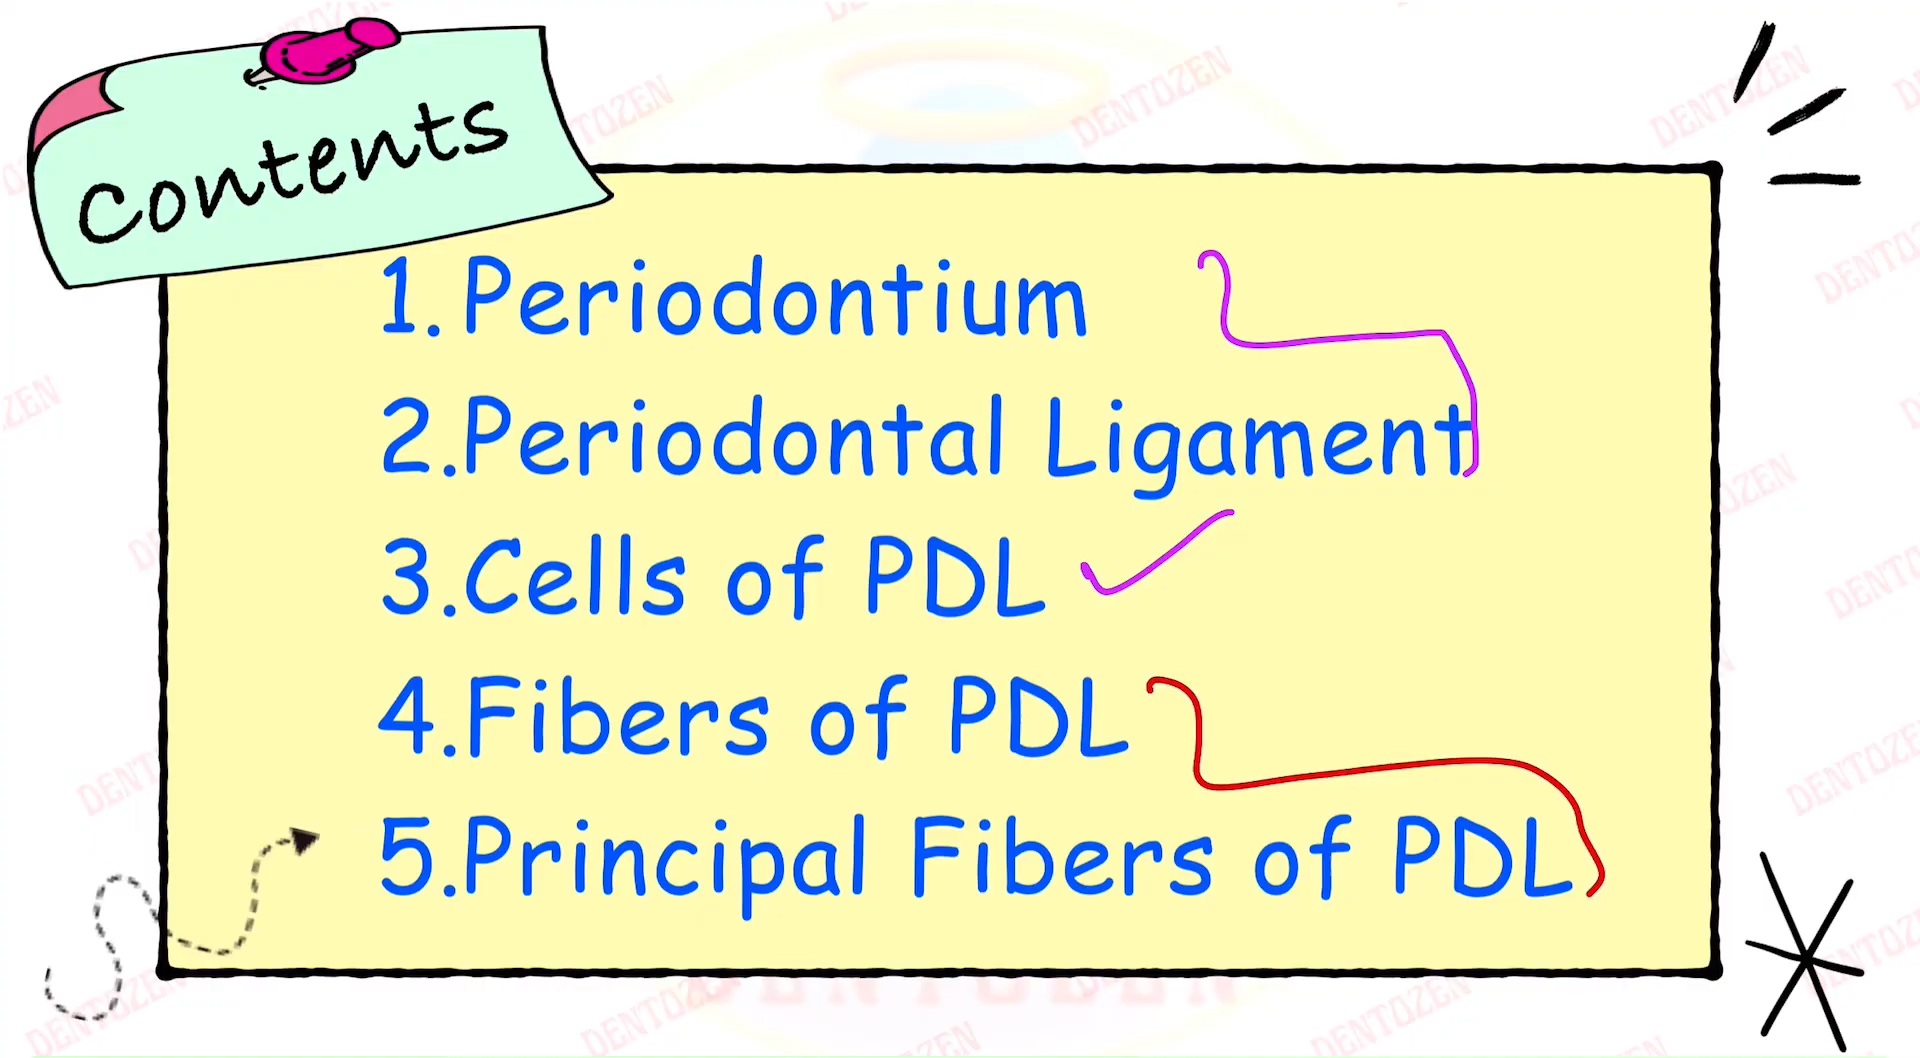 Contents
1. Periodontium
2.Periodontal Ligament
3.Cells of PDL
4.Fibers of PDL
5.Principal Fibers of PDL
DENTOZEN